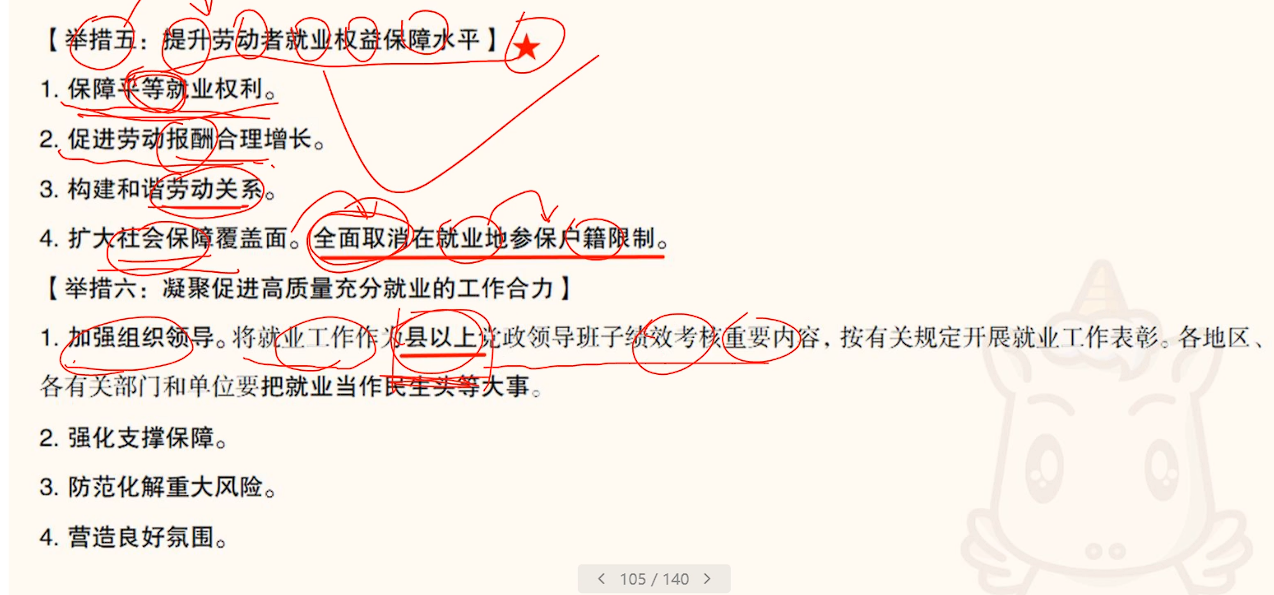 【举措五：提升劳动者就业权益保障水平】★
1. 保障平等就业权利。
2. 促进劳动报酬合理增长。
3. 构建和谐劳动关系。
4. 扩大社会保障覆盖面。全面取消在就业地参保户籍限制。
【举措六：凝聚促进高质量充分就业的工作合力】
1. 加强组织领导。将就业工作作为县以上党政领导班子绩效考核重要内容，按有关规定开展就业工作表彰。各地区、
各有关部门和单位要把就业当作民生头等大事。
2. 强化支撑保障。
3. 防范化解重大风险。
4. 营造良好氛围。
< 105 / 140 >